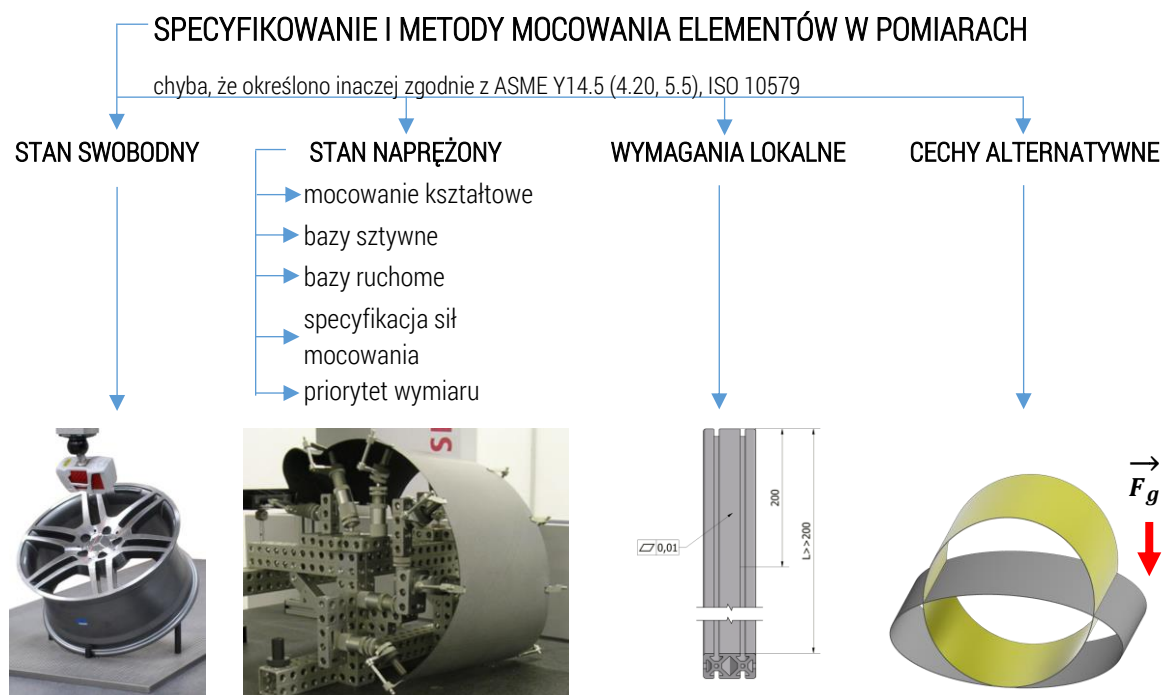 SPECYFIKOWANIE I METODY MOCOWANIA ELEMENTÓW W POMIARACH
chyba, że określono inaczej zgodnie z ASME Y14.5 (4.20, 5.5), ISO 10579
STAN SWOBODNY
STAN NAPRĘŻONY
mocowanie kształtowe
bazy sztywne
bazy ruchome
specyfikacja sił
mocowania
priorytet wymiaru
WYMAGANIA LOKALNE
CECHY ALTERNATYWNE
200
L>>200
0,01
F g